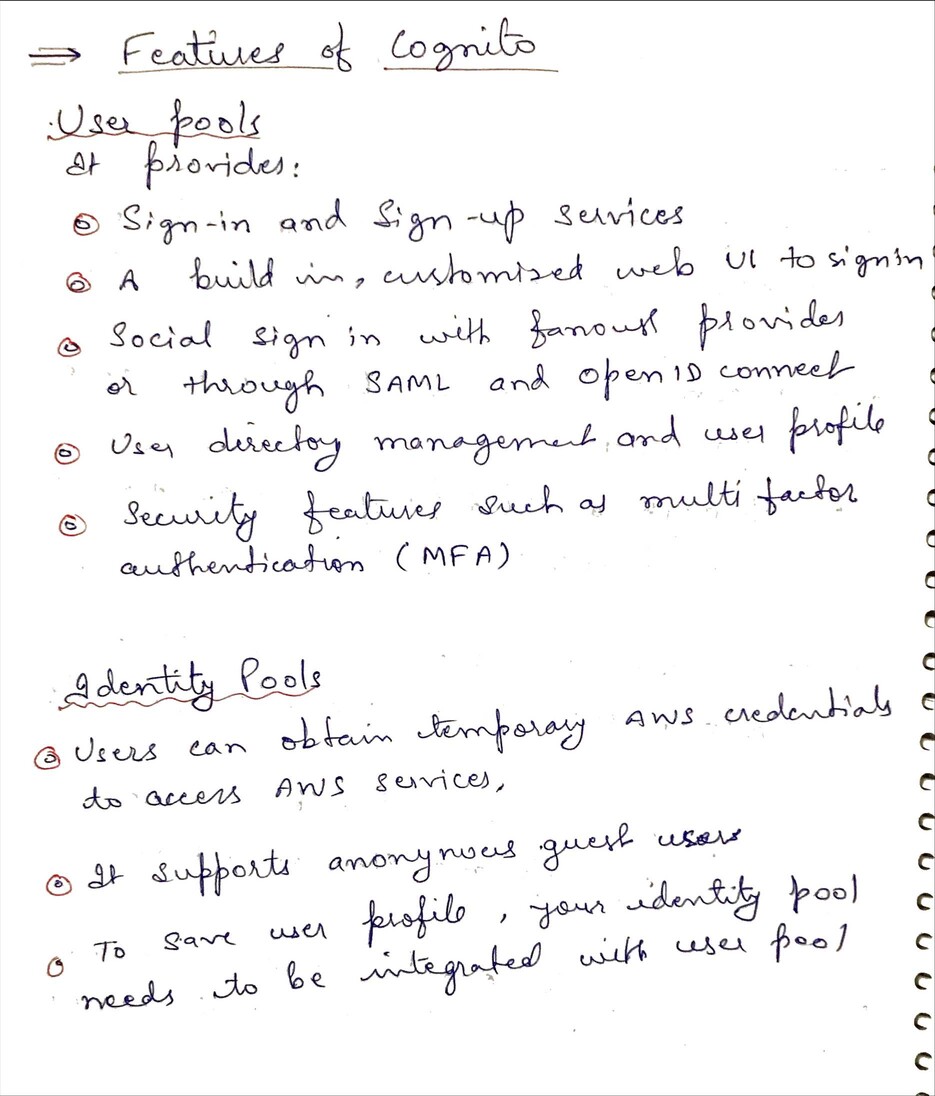 ⇒ Features of Cognito
User pools
It provides:
Sign-in and Sign-up services
A build in, customized web UI to signin
Social sign in with famous provides
or through SAML and open ID connect
User directoy management and user profile
Security features such as multi factor
authentication (MFA)
Identity Pools
Users can obtain temporary AWS credentials
to access AWS services,
It supports anonymous guest users
To save user profile, your identity pool
needs to be integrated with user pool